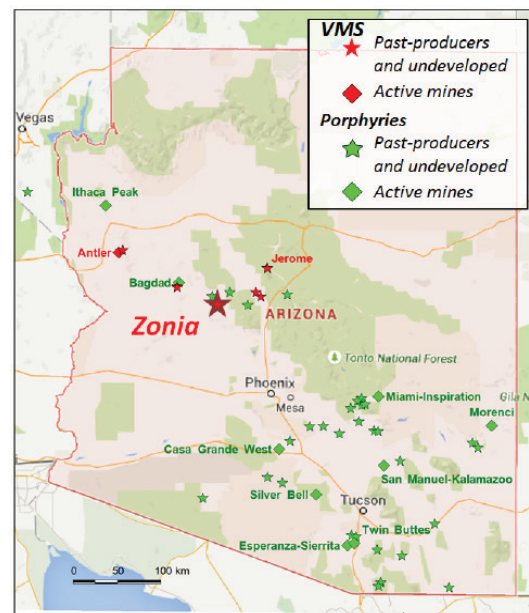 VMS
Past-producers
and undeveloped
Active mines
Porphyries
Past-producers
and undeveloped
Active mines
Vegas
Ithaca Peak
Antler
Jerome
Bagdad
Zonia
ARIZONA
Tonto National Forest
Phoenix
Mesa
Miami-Inspiration
Gila N
Morenci
Casa Grande West
San Manuel-Kalamazoo
Silver Bell
Tucson
Twin Buttes
Esperanza-Sierrita
0 50 100 km